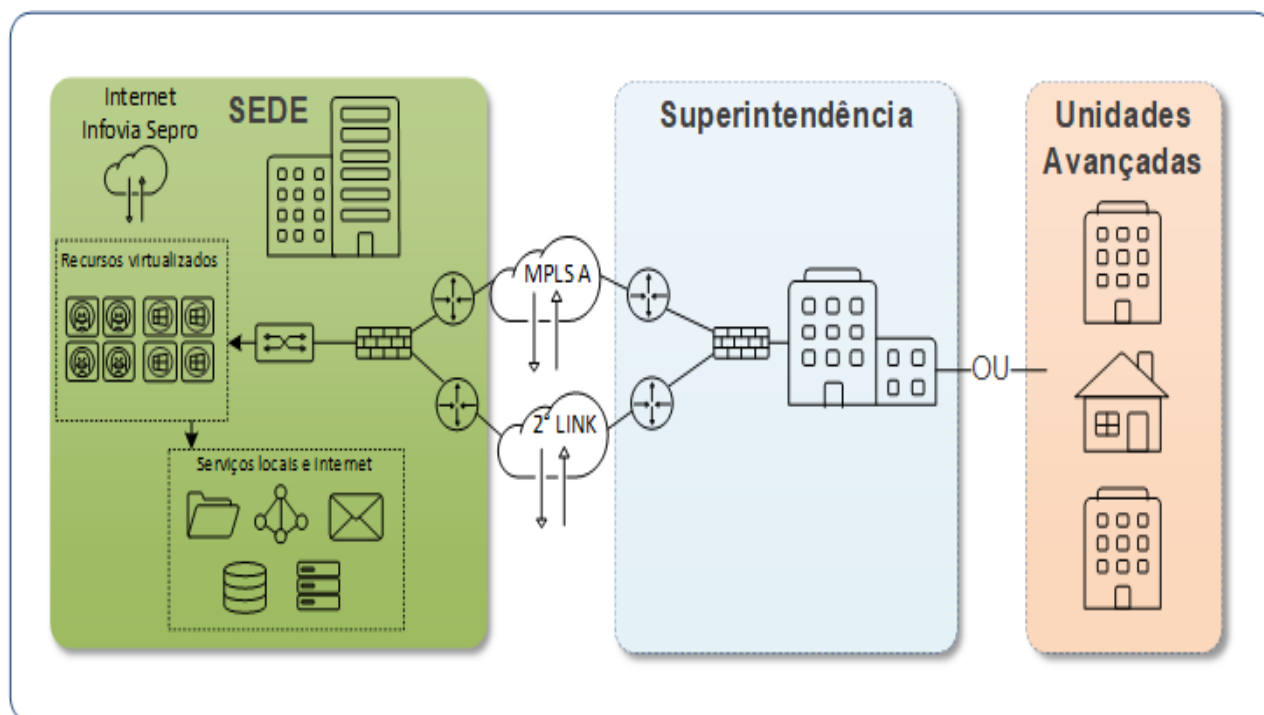 Internet
Infovia Sepro
SEDE
Recursos virtualizados
Serviços locais e Internet
MPLS A
2° LINK
Superintendência
OU
Unidades
Avançadas